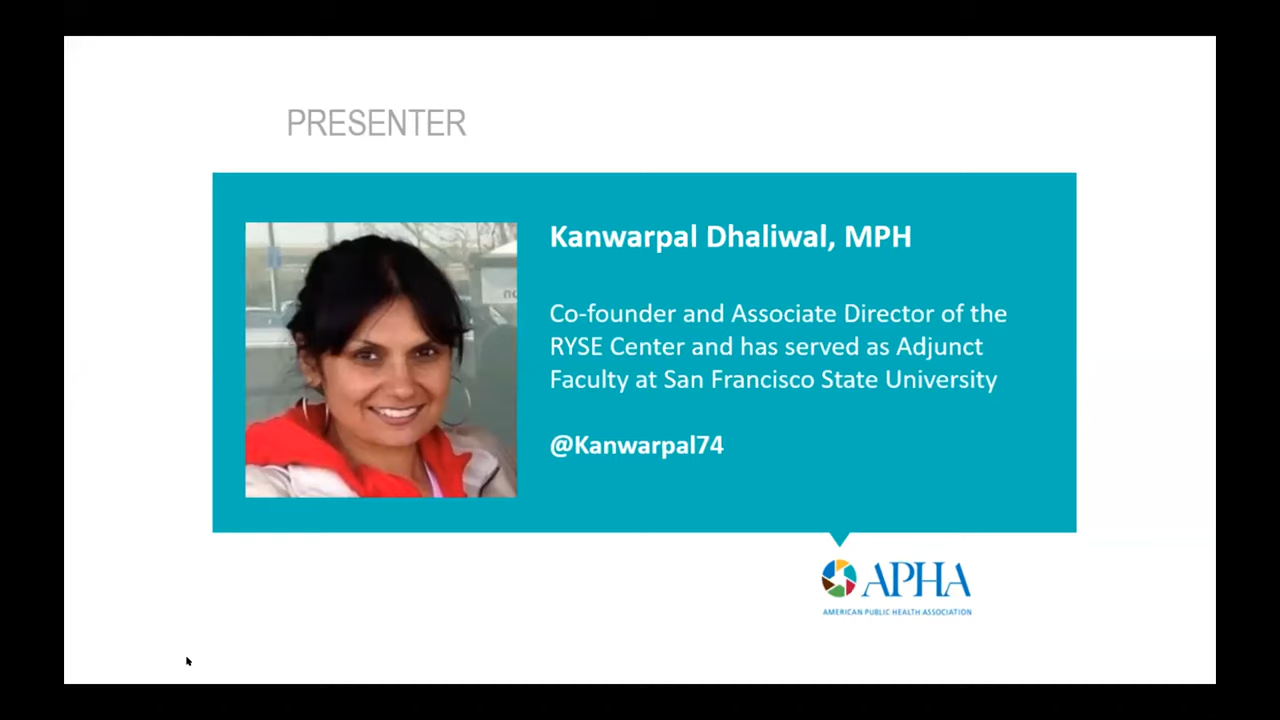 PRESENTER
Kanwarpal Dhaliwal, MPH
Co-founder and Associate Director of the
RYSE Center and has served as Adjunct
Faculty at San Francisco State University
@Kanwarpal74
APHA
AMERICAN PUBLIC HEALTH ASSOCIATION